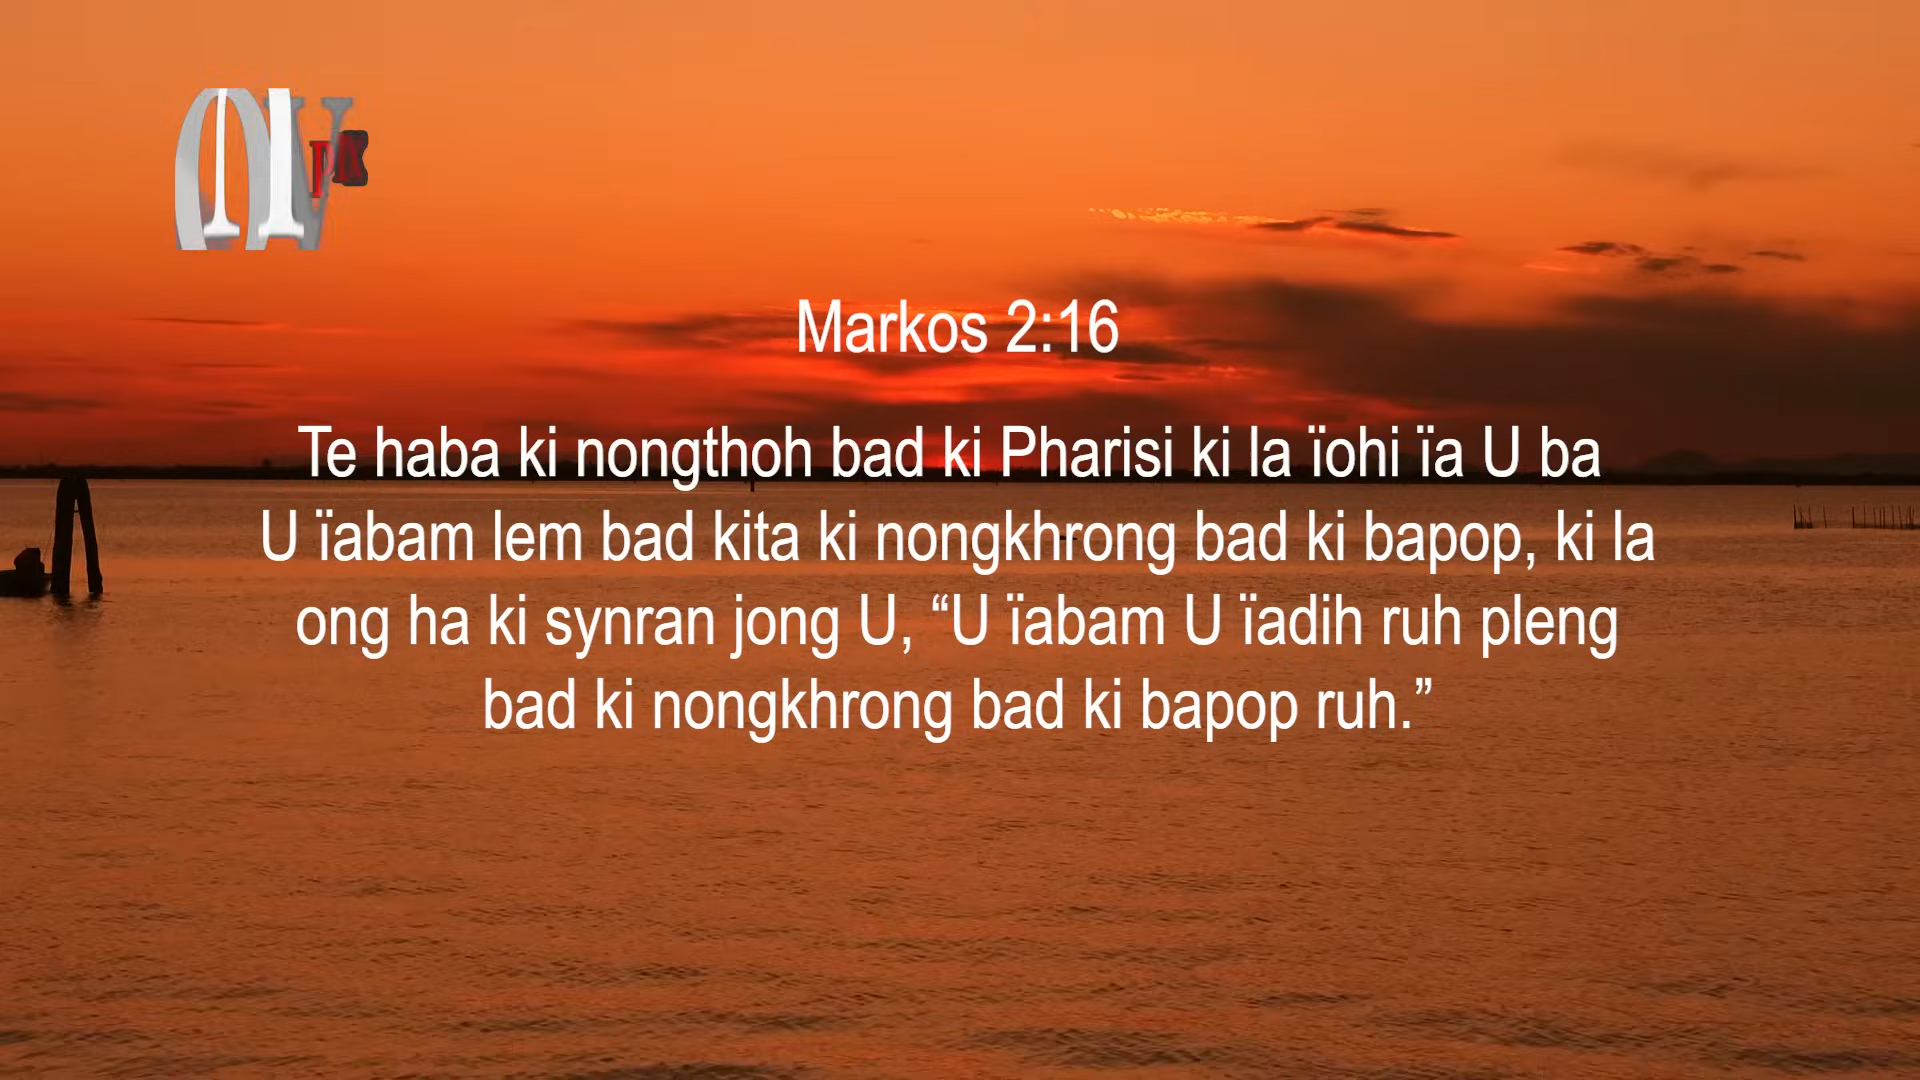 Markos 2:16
Te haba ki nongthoh bad ki Pharisi ki la ïohi ïa U ba
U ïabam lem bad kita ki nongkhrong bad ki bapop, ki la
ong ha ki synran jong U, “U ïabam U ïadih ruh pleng
bad ki nongkhrong bad ki bapop ruh.”